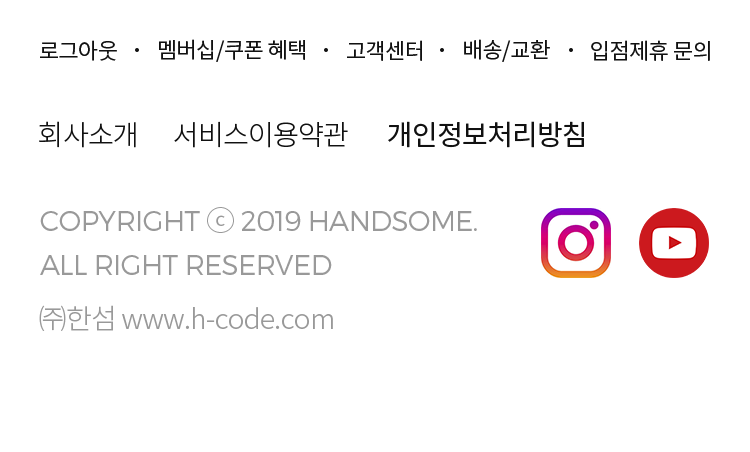 로그아웃 • 멤버십/쿠폰 혜택 • 고객센터 • 배송/교환 • 입점제휴 문의
회사소개 서비스이용약관 개인정보처리방침
COPYRIGHT ⓒ 2019 HANDSOME.
ALL RIGHT RESERVED
㈜한섬 www.h-code.com